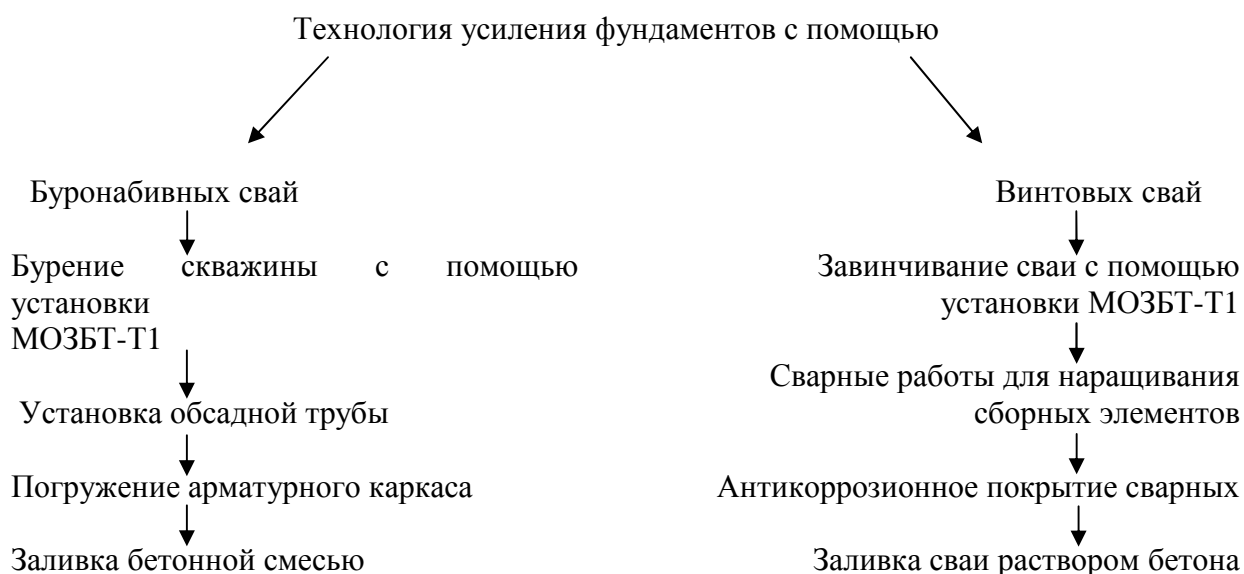 Технология усиления фундаментов с помощью
Буронабивных свай
Бурение скважины с помощью
установки
МОЗБТ-Т1
Установка обсадной трубы
Погружение арматурного каркаса
Заливка бетонной смесью
Винтовых свай
Завинчивание сваи с помощью
установки МОЗБТ-Т1
Сварные работы для наращивания
сборных элементов
Антикоррозионное покрытие сварных
Заливка сваи раствором бетона